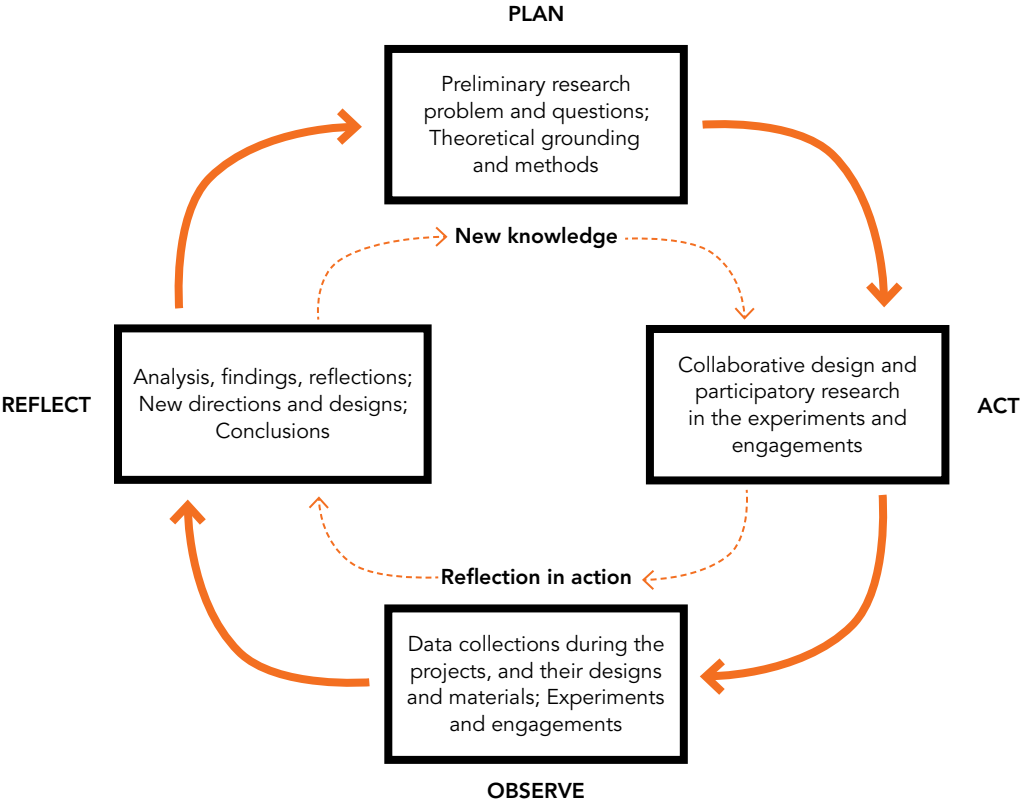 PLAN
Preliminary research
problem and questions;
Theoretical grounding
and methods
New knowledge
REFLECT
Analysis, findings, reflections;
New directions and designs;
Conclusions
Collaborative design and
participatory research
in the experiments and
engagements
ACT
Reflection in action
Data collections during the
projects, and their designs
and materials; Experiments
and engagements
OBSERVE